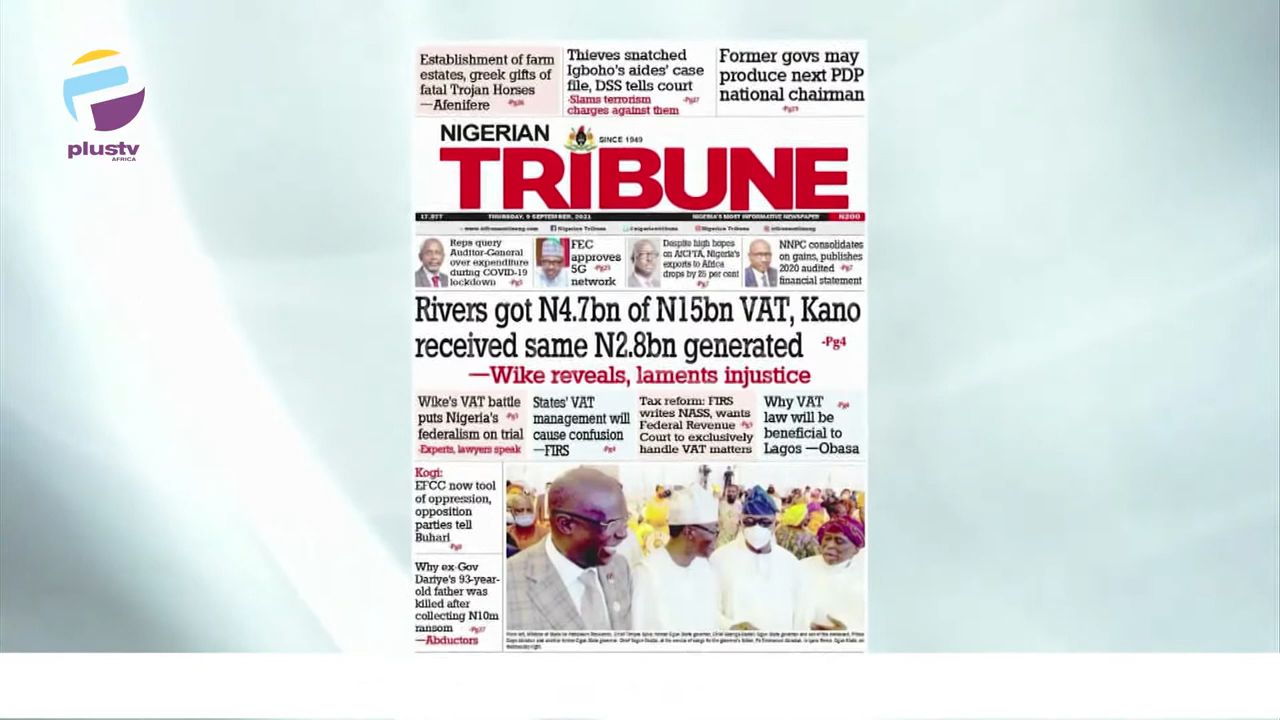 plustv
AFRICA
Establishment of farm
estates, greek gifts of
fatal Trojan Horses
—Afenifere -Pg26
Thieves snatched
Igboho's aides' case
file, DSS tells court
-Slams terrorism -Pg27
charges against them
Former govs may
produce next PDP
national chairman
NIGERIAN
SINCE 1949
TRIBUNE
17,977 THURSDAY, 9 SEPTEMBER, 2021 NIGERIA'S MOST INFORMATIVE NEWSPAPER N200
Nigerian Tribune
Reps query
Auditor-General
over expenditure
during COVID-19
lockdown
FEC
approves
5G
network
Despite high hopes
on AfCFTA, Nigeria's
exports to Africa
drops by 25 per cent
NNPC consolidates
on gains, publishes
2020 audited
financial statement
Rivers got N4.7bn of N15bn VAT, Kano
received same N2.8bn generated -Pg4
—Wike reveals, laments injustice
Wike's VAT battle
puts Nigeria's
federalism on trial
-Experts, lawyers speak
States' VAT
management will
cause confusion
—FIRS
Tax reform: FIRS
writes NASS, wants
Federal Revenue
Court to exclusively
handle VAT matters
Why VAT
law will be
beneficial to
Lagos —Obasa
Kogi:
EFCC now tool
of oppression,
opposition
parties tell
Buhari
Why ex-Gov
Dariye's 93-year-
old father was
killed after
collecting N10m
ransom
—Abductors